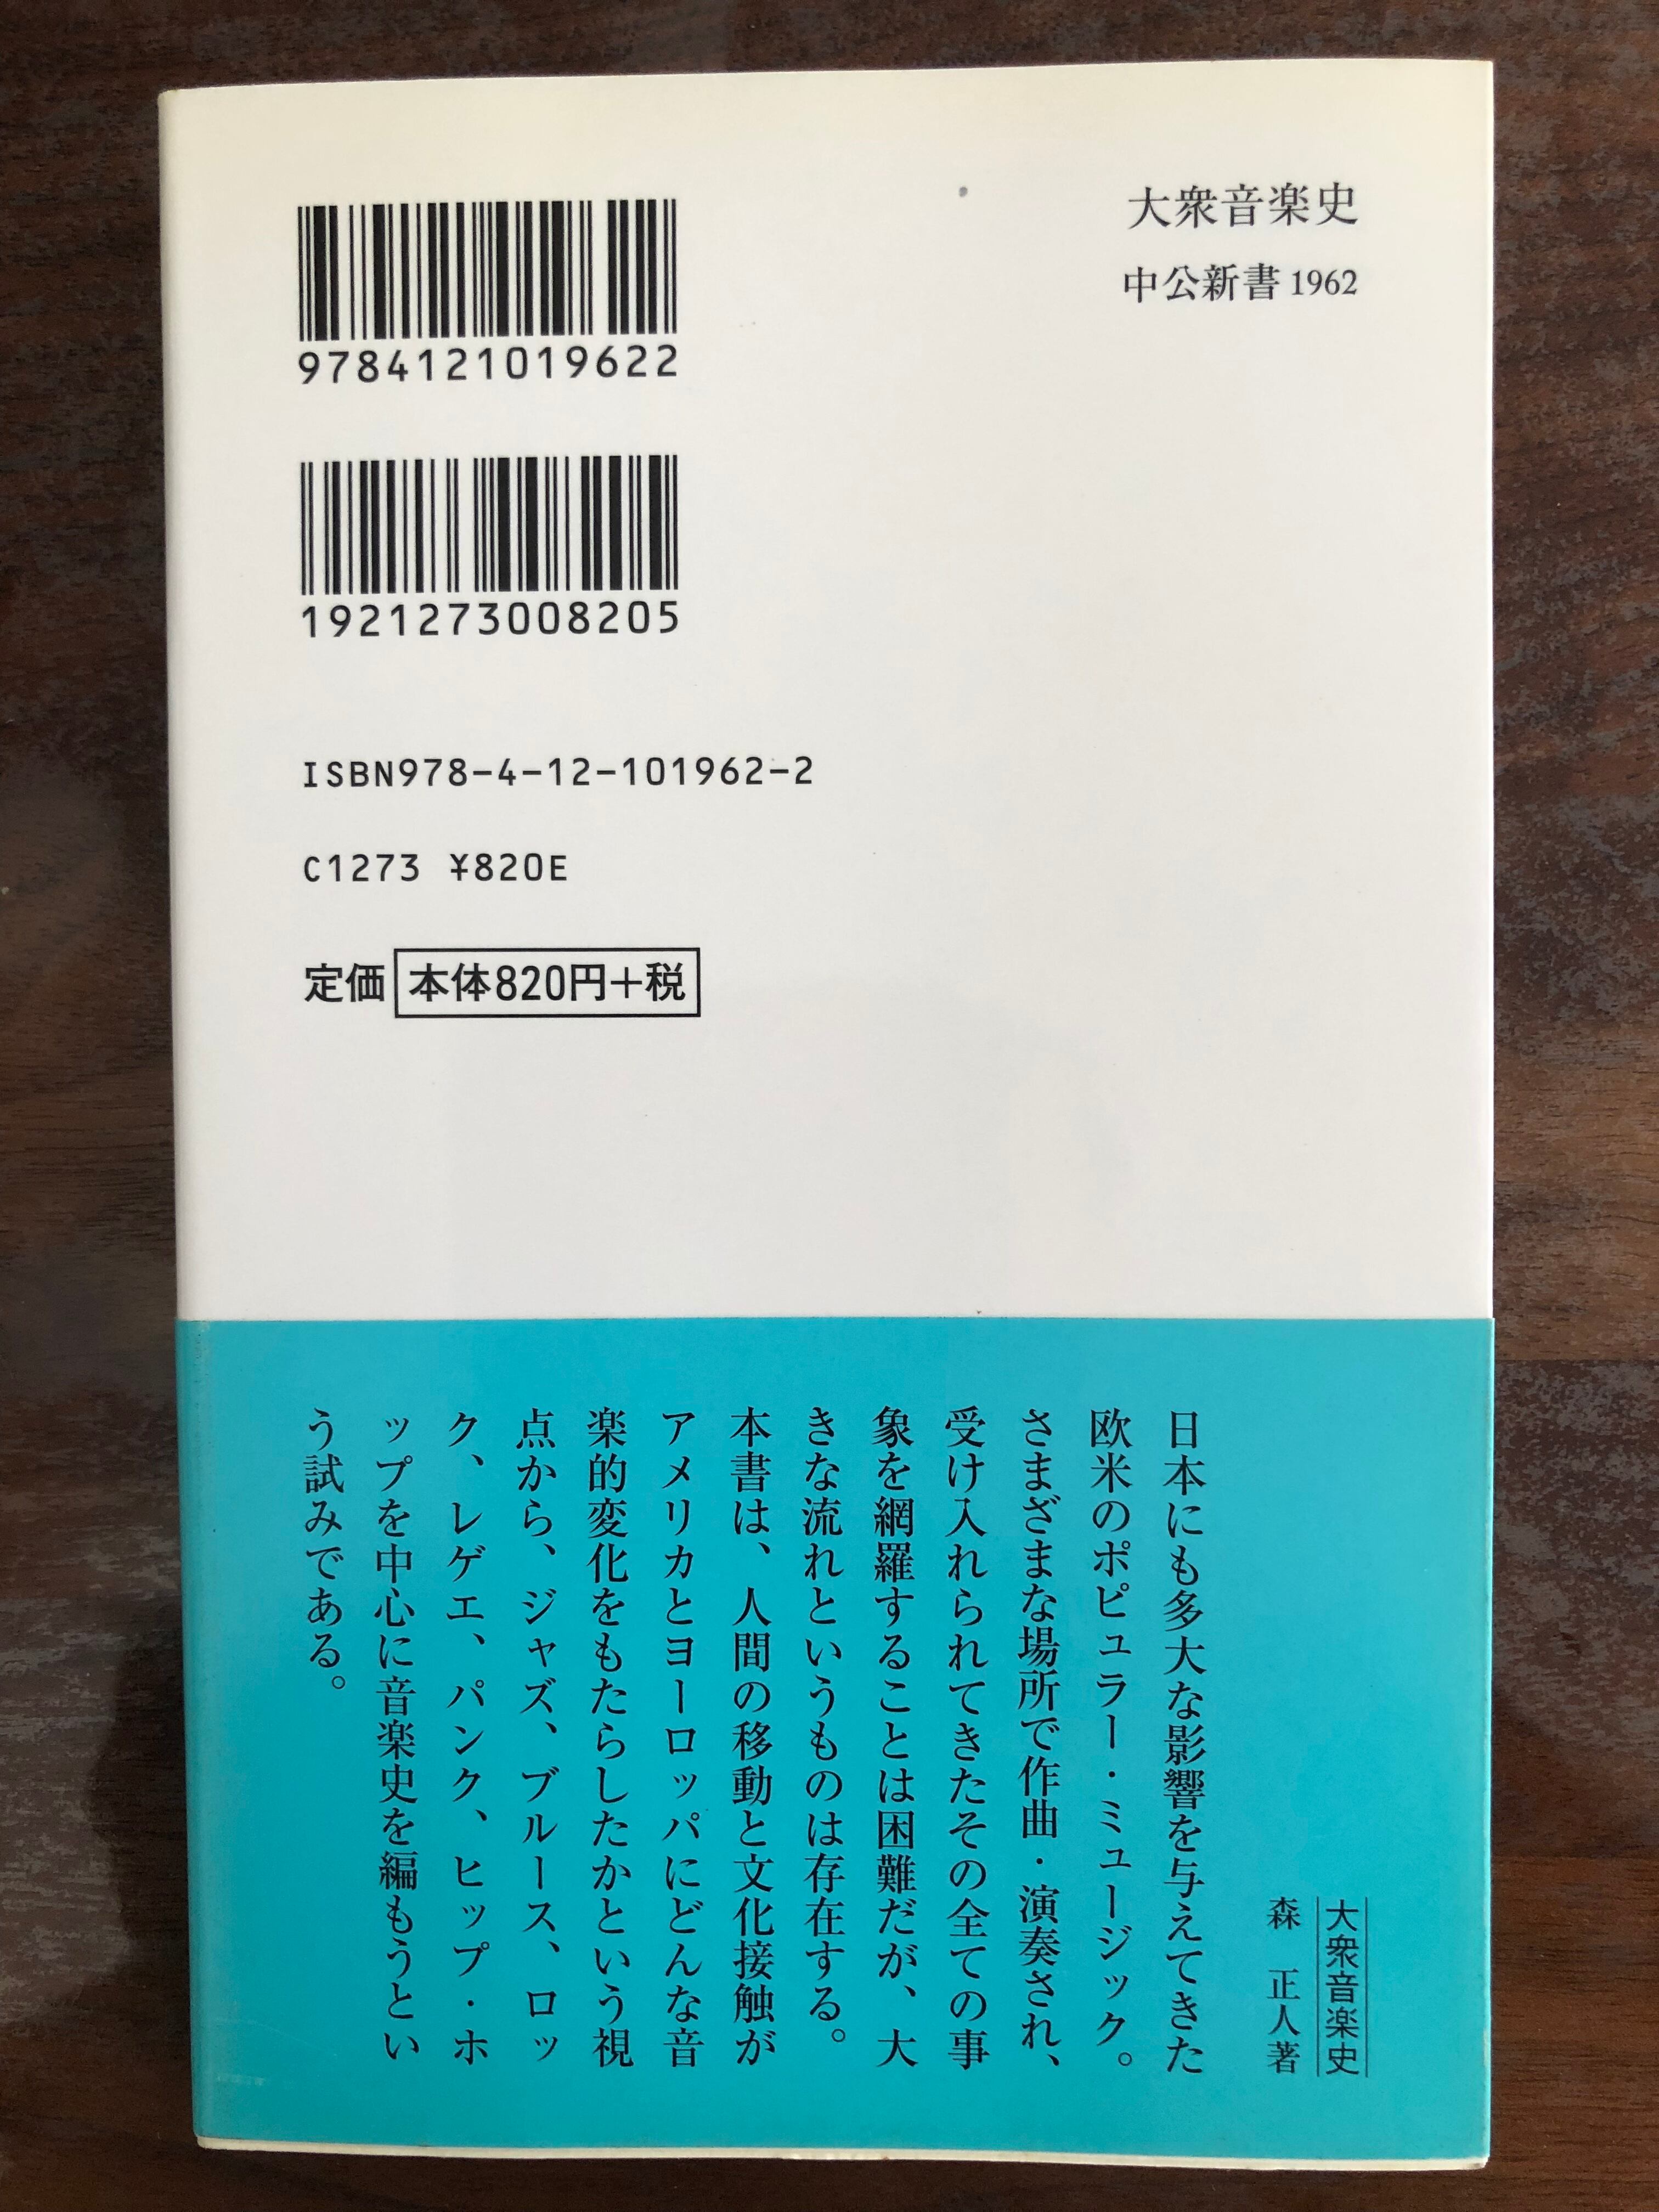 大衆音楽史
中公新書 1962
9784121019622
1921273008205
ISBN978-4-12-101962-2
C1273 ¥820E
定価 本体820円+税
大衆音楽史
森 正人著
日本にも多大な影響を与えてきた
欧米のポピュラー・ミュージック。
さまざまな場所で作曲・演奏され、
受け入れられてきたその全ての事
象を網羅することは困難だが、大
きな流れというものは存在する。
本書は、人間の移動と文化接触が
アメリカとヨーロッパにどんな音
楽的変化をもたらしたかという視
点から、ジャズ、ブルース、ロッ
ク、レゲエ、パンク、ヒップ・ホ
ップを中心に音楽史を編もうとい
う試みである。